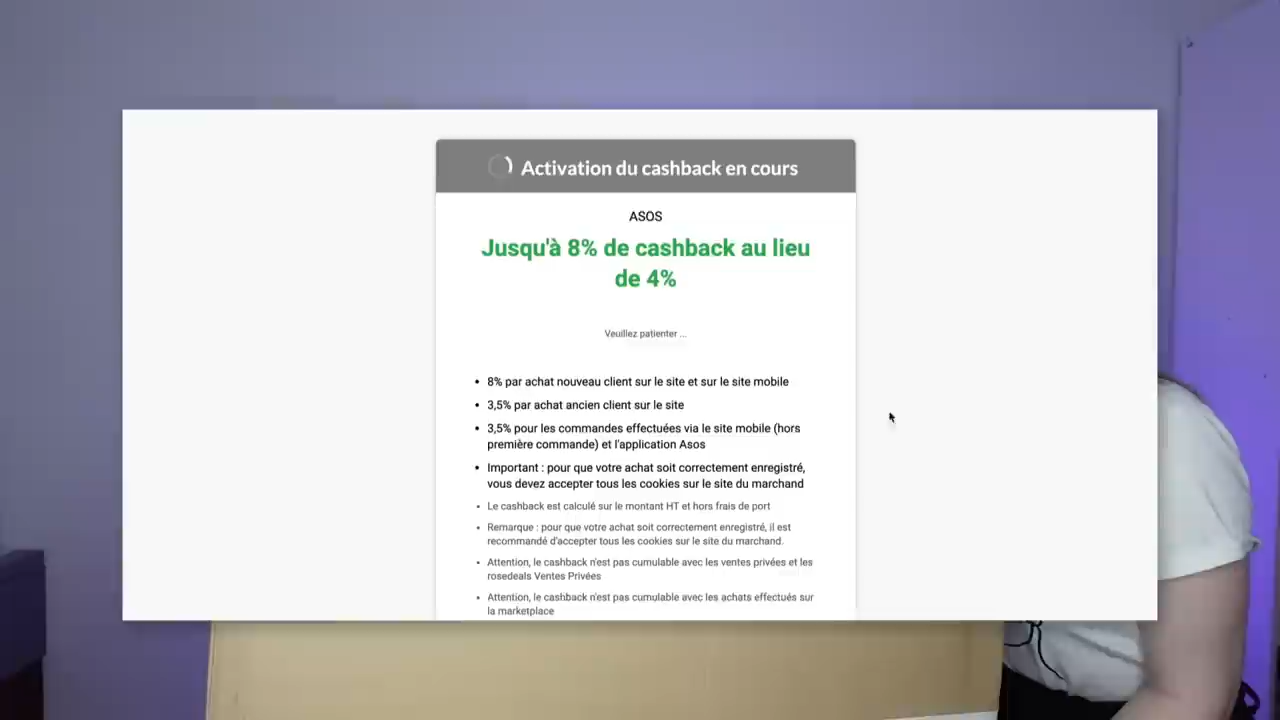 Activation du cashback en cours
ASOS
Jusqu'à 8% de cashback au lieu
de 4%
Veuillez patienter ...
• 8% par achat nouveau client sur le site et sur le site mobile
• 3,5% par achat ancien client sur le site
• 3,5% pour les commandes effectuées via le site mobile (hors
première commande) et l'application Asos
• Important : pour que votre achat soit correctement enregistré,
vous devez accepter tous les cookies sur le site du marchand
• Le cashback est calculé sur le montant HT et hors frais de port
• Remarque : pour que votre achat soit correctement enregistré, il est
recommandé d'accepter tous les cookies sur le site du marchand.
• Attention, le cashback n'est pas cumulable avec les ventes privées et les
rosedeals Ventes Privées
• Attention, le cashback n'est pas cumulable avec les achats effectués sur
la marketplace